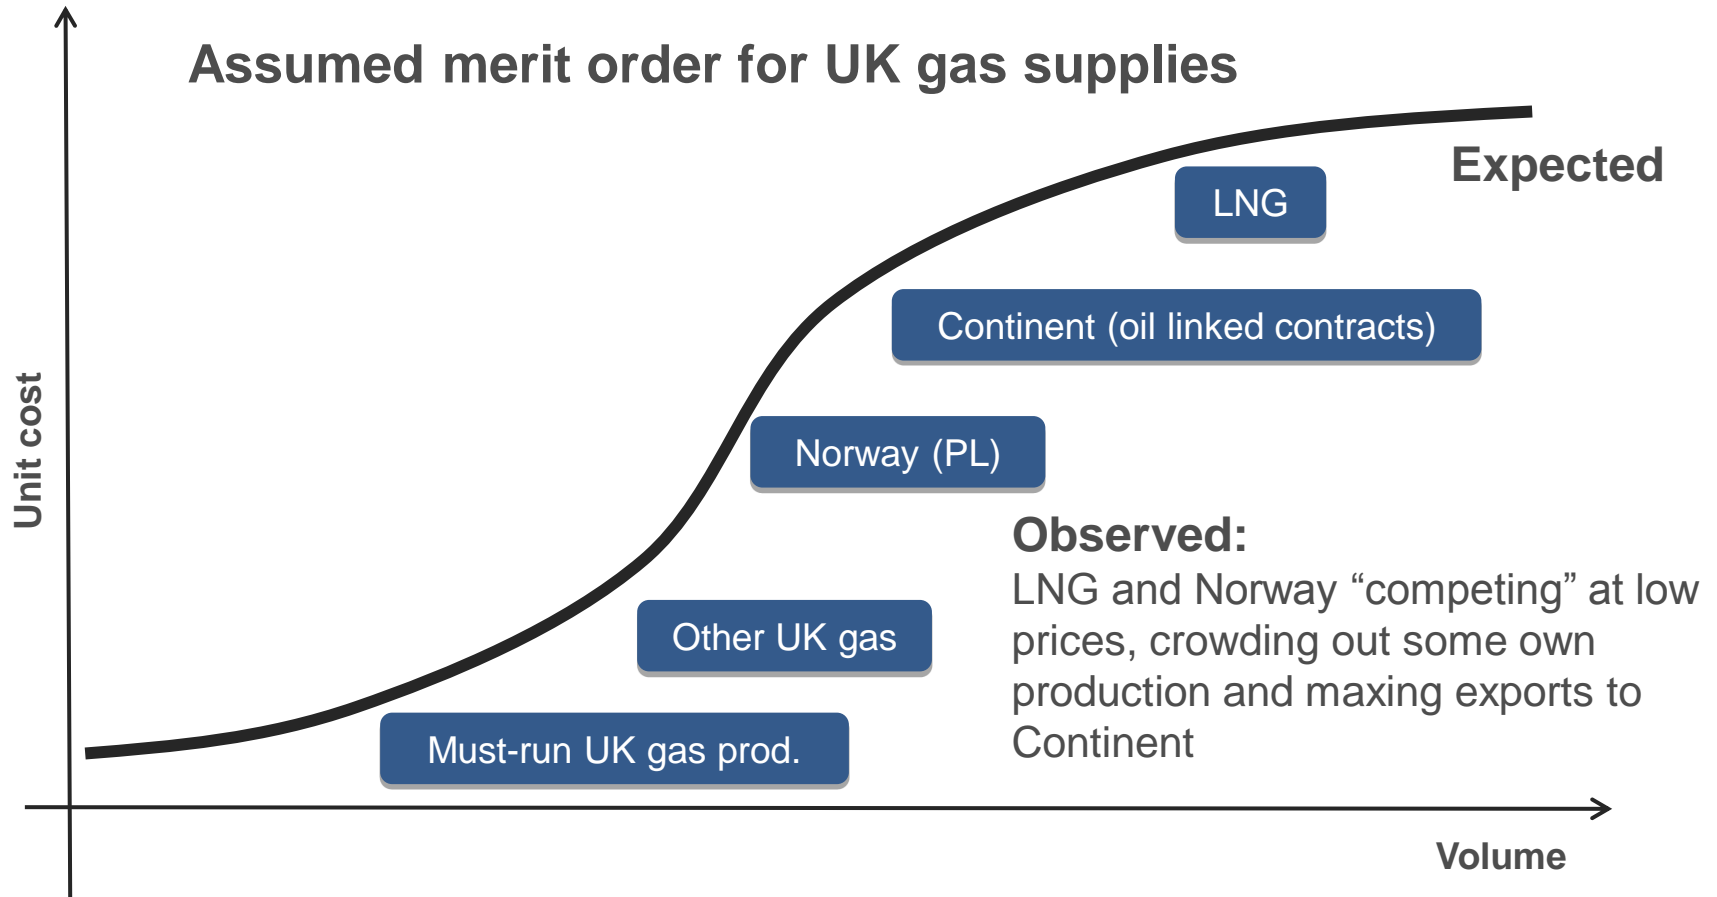 Assumed merit order for UK gas supplies
Expected
LNG
Continent (oil linked contracts)
Unit cost
Norway (PL)
Observed:
LNG and Norway “competing” at low
prices, crowding out some own
production and maxing exports to
Continent
Other UK gas
Must-run UK gas prod.
Volume